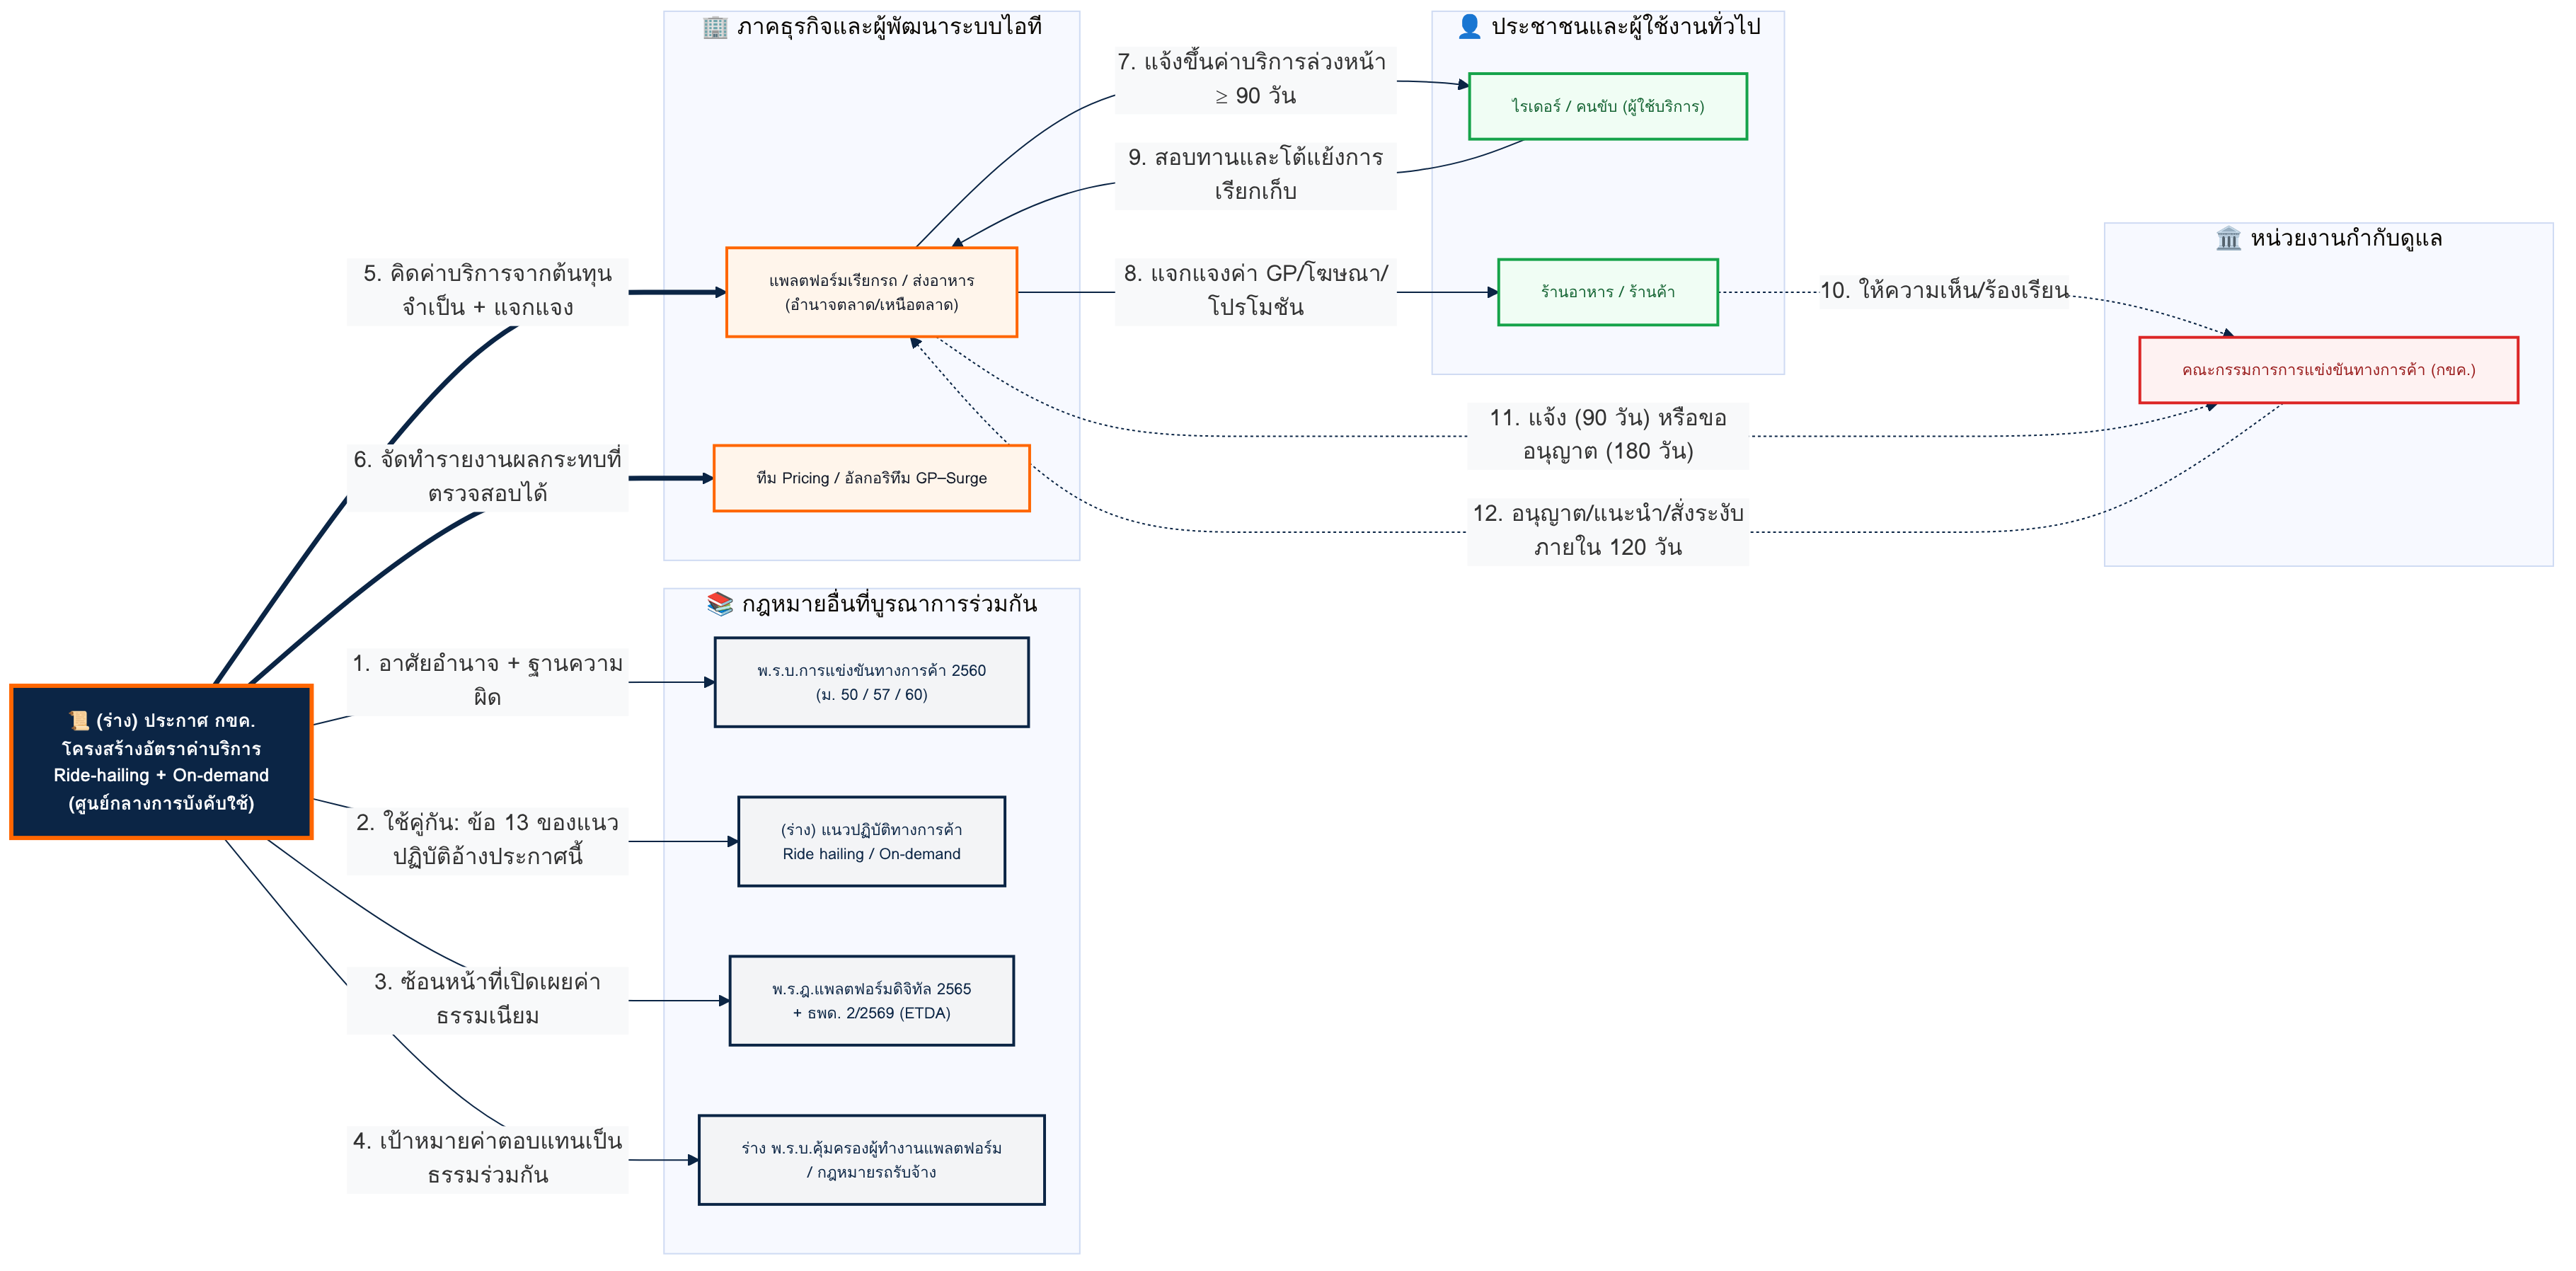 🏢 ภาคธุรกิจและผู้พัฒนาระบบไอที
👤 ประชาชนและผู้ใช้งานทั่วไป
7. แจ้งขึ้นค่าบริการล่วงหน้า
≥ 90 วัน
ไรเดอร์ / คนขับ (ผู้ใช้บริการ)
9. สอบทานและโต้แย้งการ
เรียกเก็บ
🏛️ หน่วยงานกำกับดูแล
5. คิดค่าบริการจากต้นทุน
จำเป็น + แจกแจง
แพลตฟอร์มเรียกรถ / ส่งอาหาร
(อำนาจตลาด/เหนือตลาด)
8. แจกแจงค่า GP/โฆษณา/
โปรโมชัน
ร้านอาหาร / ร้านค้า
10. ให้ความเห็น/ร้องเรียน
คณะกรรมการการแข่งขันทางการค้า (กขค.)
11. แจ้ง (90 วัน) หรือขอ
อนุญาต (180 วัน)
6. จัดทำรายงานผลกระทบที่
ตรวจสอบได้
ทีม Pricing / อัลกอริทึม GP–Surge
12. อนุญาต/แนะนำ/สั่งระงับ
ภายใน 120 วัน
📚 กฎหมายอื่นที่บูรณาการร่วมกัน
1. อาศัยอำนาจ + ฐานความ
ผิด
พ.ร.บ.การแข่งขันทางการค้า 2560
(ม. 50 / 57 / 60)
📜 (ร่าง) ประกาศ กขค.
โครงสร้างอัตราค่าบริการ
Ride-hailing + On-demand
(ศูนย์กลางการบังคับใช้)
2. ใช้คู่กัน: ข้อ 13 ของแนว
ปฏิบัติอ้างประกาศนี้
(ร่าง) แนวปฏิบัติทางการค้า
Ride hailing / On-demand
3. ซ้อนหน้าที่เปิดเผยค่า
ธรรมเนียม
พ.ร.ฎ.แพลตฟอร์มดิจิทัล 2565
+ ธพด. 2/2569 (ETDA)
4. เป้าหมายค่าตอบแทนเป็น
ธรรมร่วมกัน
ร่าง พ.ร.บ.คุ้มครองผู้ทำงานแพลตฟอร์ม
/ กฎหมายรถรับจ้าง